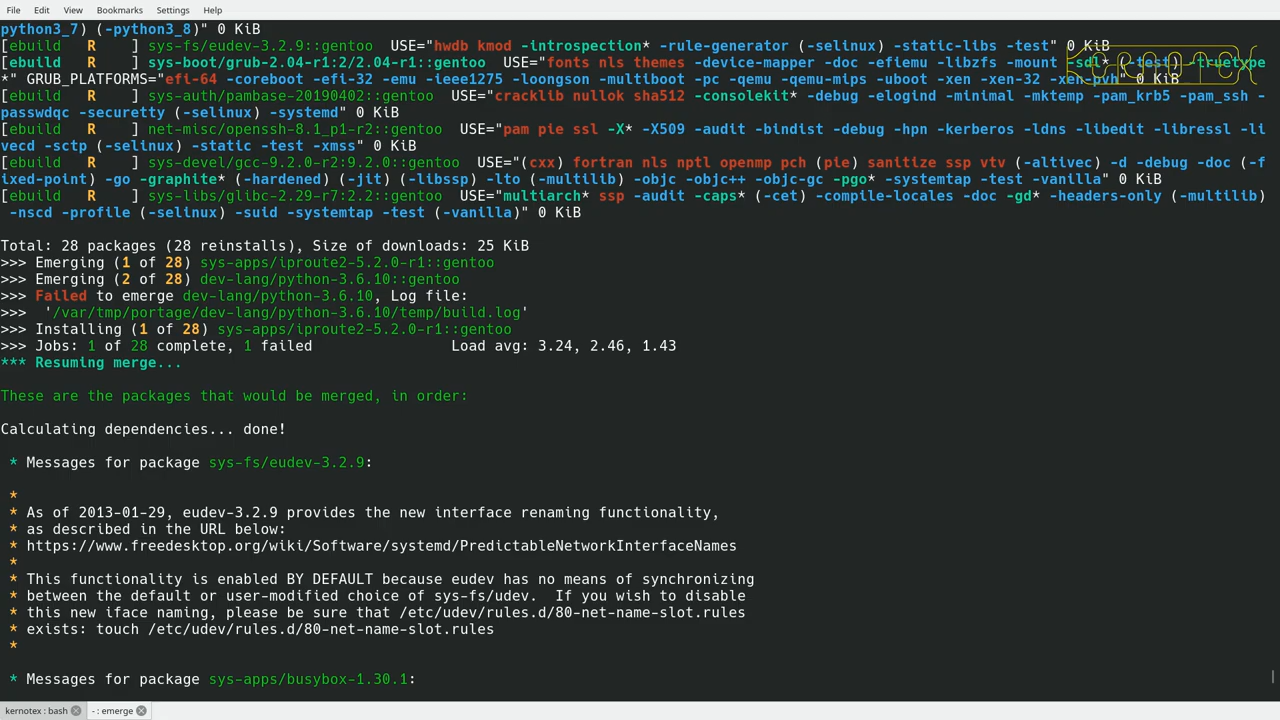 File Edit View Bookmarks Settings Help
python3_7) (-python3_8)" 0 KiB
[ebuild   R    ] sys-fs/eudev-3.2.9::gentoo  USE="hwdb kmod -introspection* -rule-generator (-selinux) -static-libs -test" 0 KiB
[ebuild   R    ] sys-boot/grub-2.04-r1:2/2.04-r1::gentoo  USE="fonts nls themes -device-mapper -doc -efiemu -libzfs -mount -sdl* (-test) -truetype
*" GRUB_PLATFORMS="efi-64 -coreboot -efi-32 -emu -ieee1275 -loongson -multiboot -pc -qemu -qemu-mips -uboot -xen -xen-32 -xen-pvh" 0 KiB
[ebuild   R    ] sys-auth/pambase-20190402::gentoo  USE="cracklib nullok sha512 -consolekit* -debug -elogind -minimal -mktemp -pam_krb5 -pam_ssh -
passwdqc -securetty (-selinux) -systemd" 0 KiB
[ebuild   R    ] net-misc/openssh-8.1_p1-r2::gentoo  USE="pam pie ssl -X* -X509 -audit -bindist -debug -hpn -kerberos -ldns -libedit -libressl -li
vecd -sctp (-selinux) -static -test -xmss" 0 KiB
[ebuild   R    ] sys-devel/gcc-9.2.0-r2:9.2.0::gentoo  USE="(cxx) fortran nls nptl openmp pch (pie) sanitize ssp vtv (-altivec) -d -debug -doc (-f
ixed-point) -go -graphite* (-hardened) (-jit) (-libssp) -lto (-multilib) -objc -objc++ -objc-gc -pgo* -systemtap -test -vanilla" 0 KiB
[ebuild   R    ] sys-libs/glibc-2.29-r7:2.2::gentoo  USE="multiarch* ssp -audit -caps* (-cet) -compile-locales -doc -gd* -headers-only (-multilib)
 -nscd -profile (-selinux) -suid -systemtap -test (-vanilla)" 0 KiB
Total: 28 packages (28 reinstalls), Size of downloads: 25 KiB
>>> Emerging (1 of 28) sys-apps/iproute2-5.2.0-r1::gentoo
>>> Emerging (2 of 28) dev-lang/python-3.6.10::gentoo
>>> Failed to emerge dev-lang/python-3.6.10, Log file:
>>>  '/var/tmp/portage/dev-lang/python-3.6.10/temp/build.log'
>>> Installing (1 of 28) sys-apps/iproute2-5.2.0-r1::gentoo
>>> Jobs: 1 of 28 complete, 1 failed                 Load avg: 3.24, 2.46, 1.43
*** Resuming merge...
These are the packages that would be merged, in order:
Calculating dependencies... done!
 * Messages for package sys-fs/eudev-3.2.9:
 *
 * As of 2013-01-29, eudev-3.2.9 provides the new interface renaming functionality,
 * as described in the URL below:
 * https://www.freedesktop.org/wiki/Software/systemd/PredictableNetworkInterfaceNames
 *
 * This functionality is enabled BY DEFAULT because eudev has no means of synchronizing
 * between the default or user-modified choice of sys-fs/udev.  If you wish to disable
 * this new iface naming, please be sure that /etc/udev/rules.d/80-net-name-slot.rules
 * exists: touch /etc/udev/rules.d/80-net-name-slot.rules
 *
 * Messages for package sys-apps/busybox-1.30.1:
kernotex : bash - : emerge